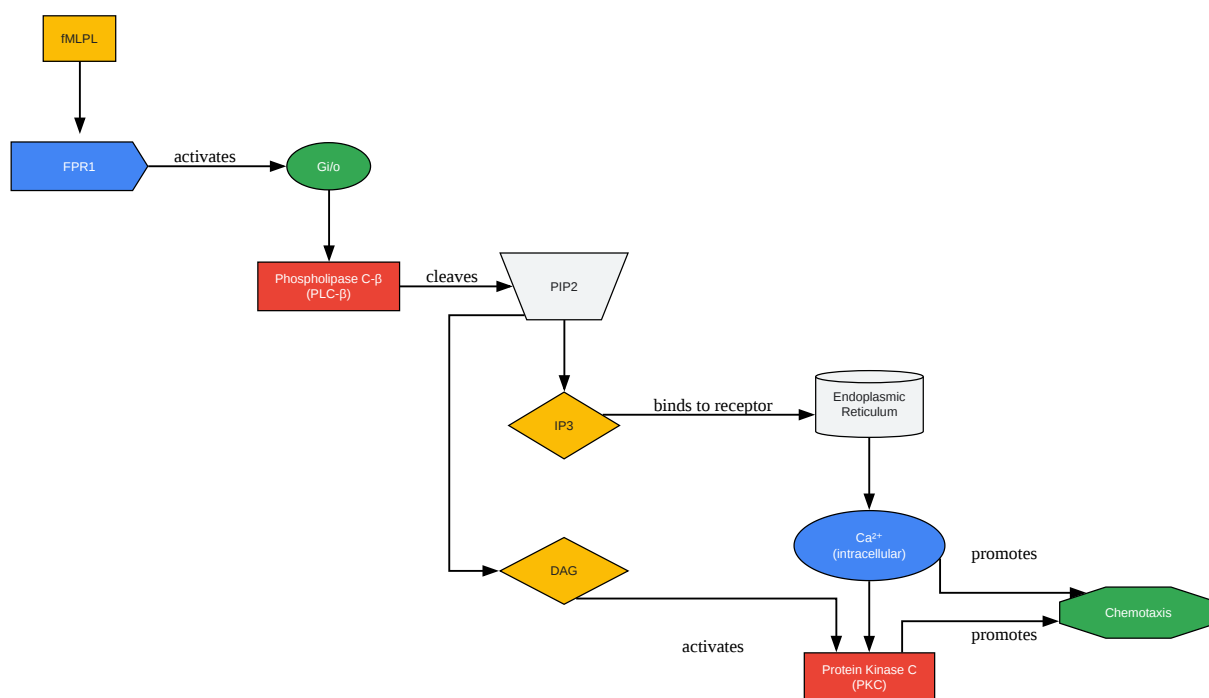 fMLPL
FPR1
activates
Gi/o
Phospholipase C-β
(PLC-β)
cleaves
PIP2
IP3
binds to receptor
Endoplasmic
Reticulum
Ca²⁺
(intracellular)
promotes
DAG
Chemotaxis
promotes
activates
Protein Kinase C
(PKC)